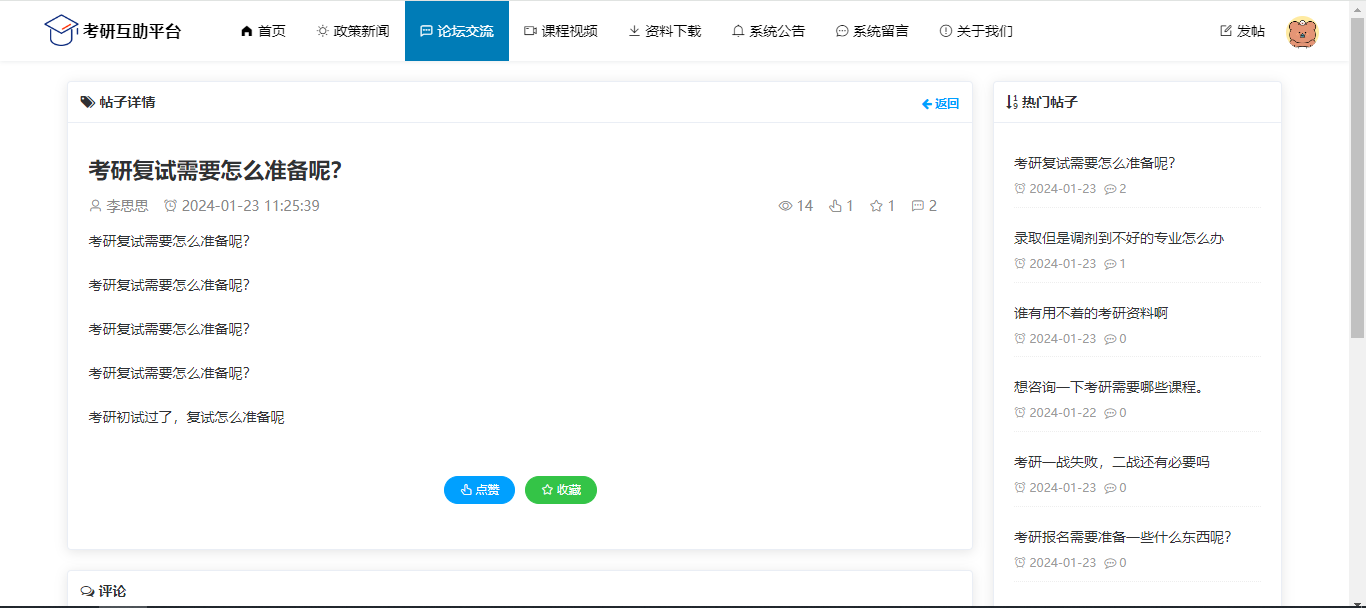 考研互助平台 首页 政策新闻 论坛交流 课程视频 资料下载 系统公告 系统留言 关于我们 发帖
帖子详情 返回
考研复试需要怎么准备呢?
李思思 2024-01-23 11:25:39 14 1 1 2
考研复试需要怎么准备呢?
考研复试需要怎么准备呢?
考研复试需要怎么准备呢?
考研复试需要怎么准备呢?
考研初试过了，复试怎么准备呢
点赞 收藏
评论
热门帖子
考研复试需要怎么准备呢?
2024-01-23 2
录取但是调剂到不好的专业怎么办
2024-01-23 1
谁有用不着的考研资料啊
2024-01-23 0
想咨询一下考研需要哪些课程。
2024-01-22 0
考研一战失败，二战还有必要吗
2024-01-23 0
考研报名需要准备一些什么东西呢?
2024-01-23 0